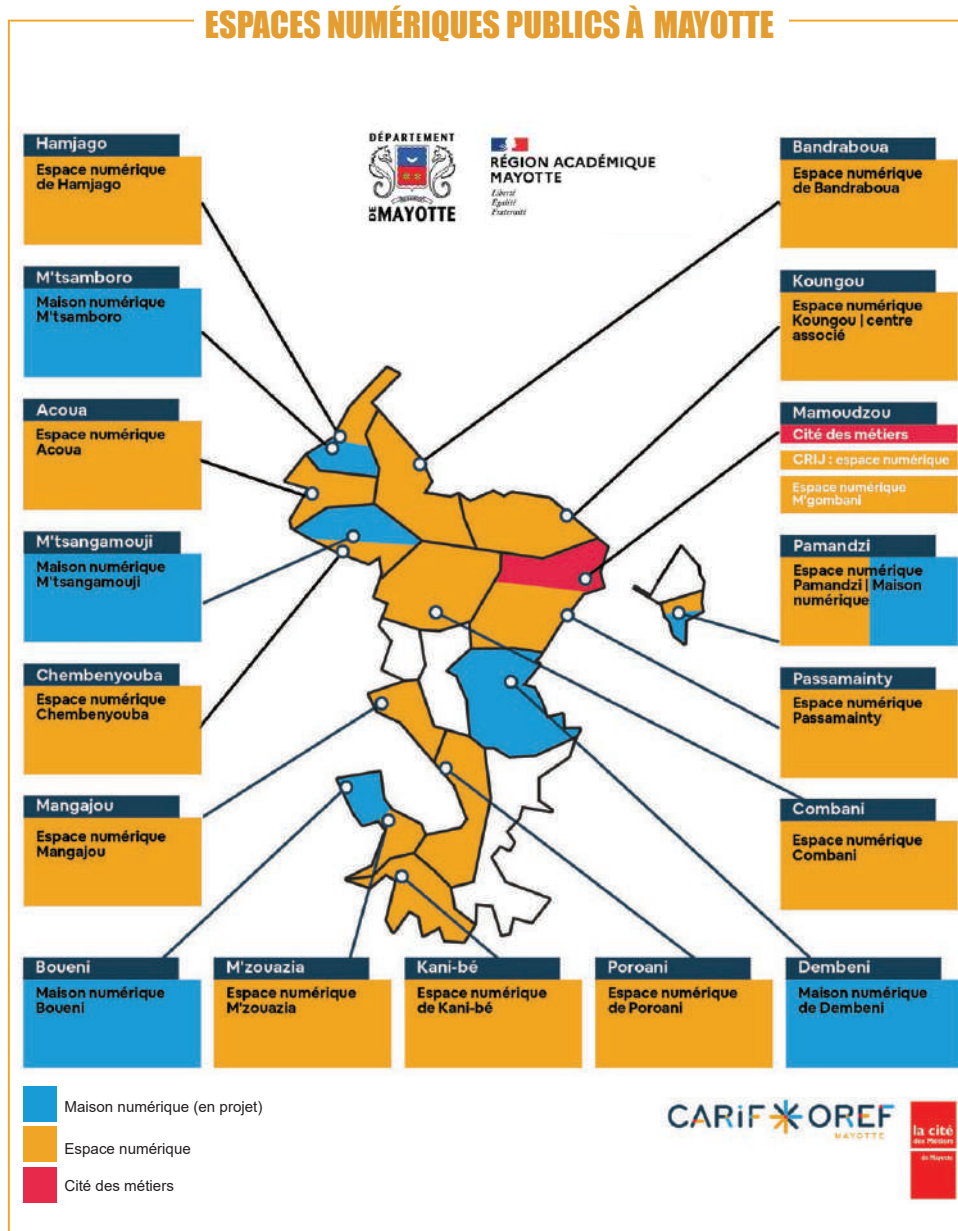 ESPACES NUMÉRIQUES PUBLICS À MAYOTTE
DÉPARTEMENT
DE MAYOTTE
RÉGION ACADÉMIQUE
MAYOTTE
Liberté
Égalité
Fraternité
Hamjago
Espace numérique
de Hamjago
M'tsamboro
Maison numérique
M'tsamboro
Acoua
Espace numérique
Acoua
M'tsangamouji
Maison numérique
M'tsangamouji
Chembenyouba
Espace numérique
Chembenyouba
Mangajou
Espace numérique
Mangajou
Bandraboua
Espace numérique
de Bandraboua
Koungou
Espace numérique
Koungou | centre
associé
Mamoudzou
Cité des métiers
CRIJ : espace numérique
Espace numérique
M'gombani
Pamandzi
Espace numérique
Pamandzi | Maison
numérique
Passamainty
Espace numérique
Passamainty
Combani
Espace numérique
Combani
Boueni
Maison numérique
Boueni
M'zouazia
Espace numérique
M'zouazia
Kani-bé
Espace numérique
de Kani-bé
Poroani
Espace numérique
de Poroani
Dembeni
Maison numérique
de Dembeni
Maison numérique (en projet)
Espace numérique
Cité des métiers
CARiF OREF
MAYOTTE
la cité
des Métiers
de Mayotte